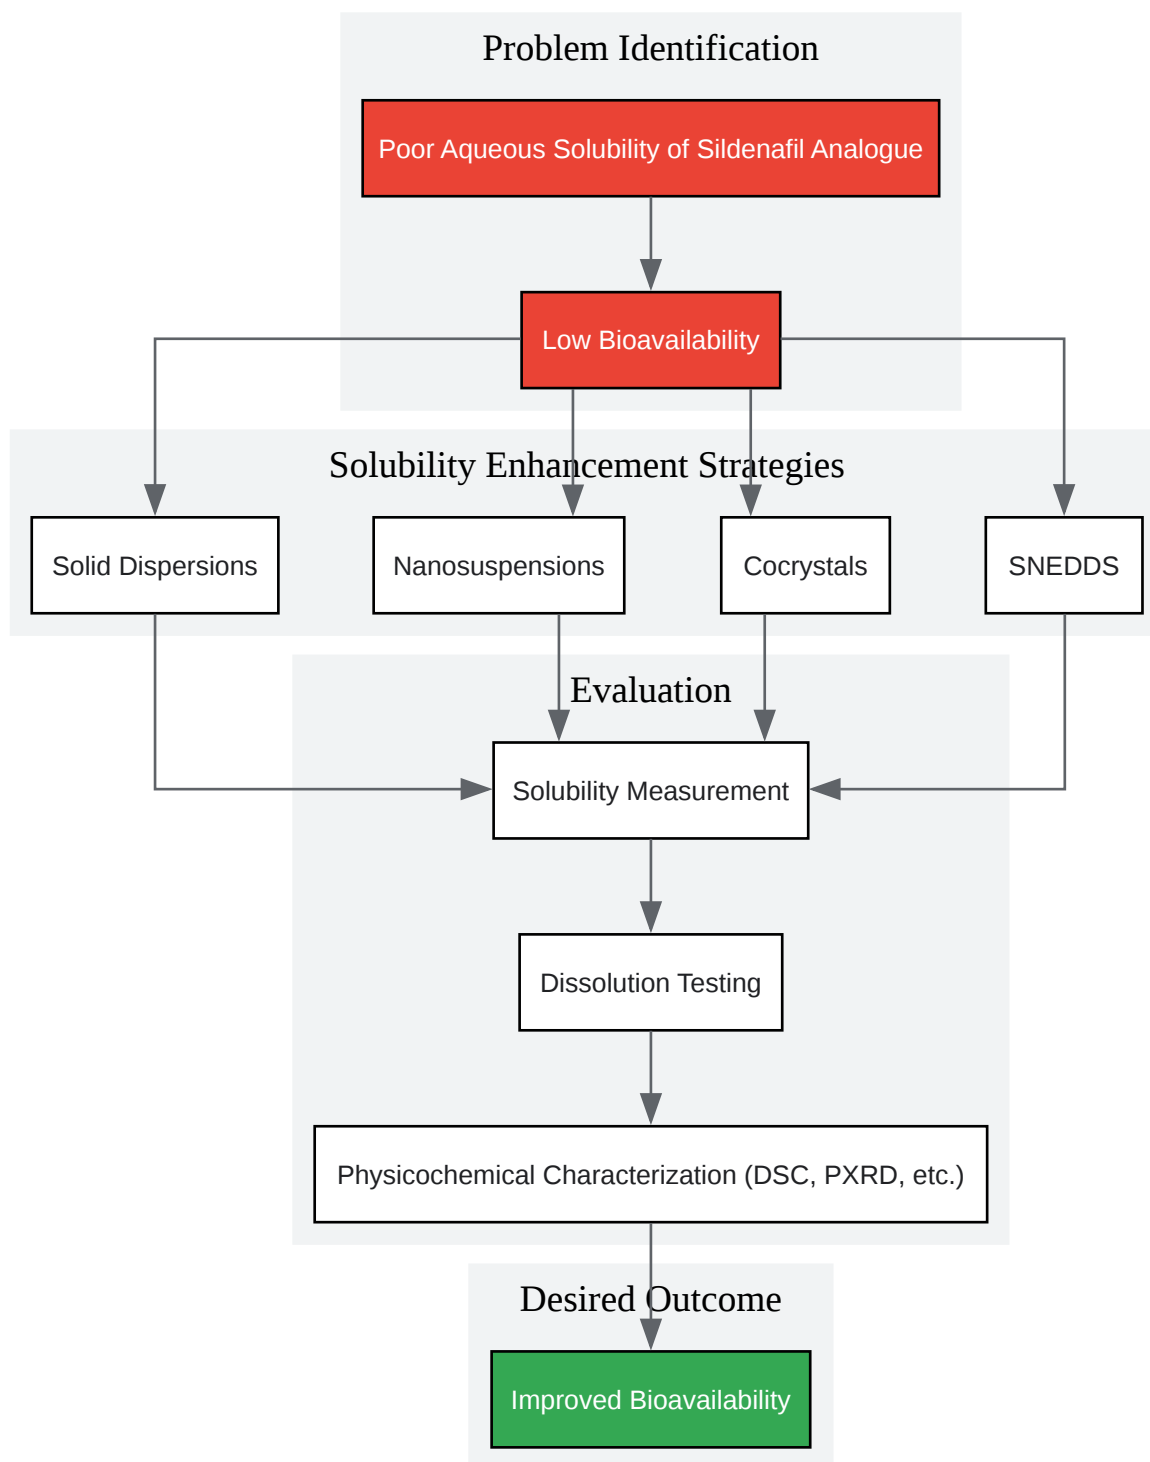 Problem Identification
Poor Aqueous Solubility of Sildenafil Analogue
Low Bioavailability
Solubility Enhancement Strategies
Solid Dispersions
Nanosuspensions
Cocrystals
SNEDDS
Evaluation
Solubility Measurement
Dissolution Testing
Physicochemical Characterization (DSC, PXRD, etc.)
Desired Outcome
Improved Bioavailability